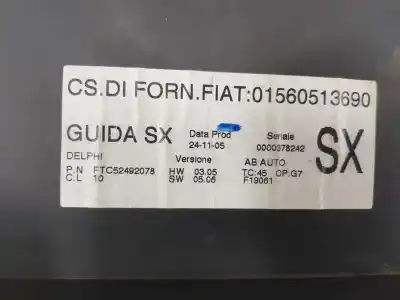 CS.DI FORN.FIAT:01560513690
GUIDA SX Data Prod Seriale SX
24-11-05 0000378242
DELPHI Versione AB AUTO
P.N FTC52492078 HW 03.05 TC:45 OP:G7
C.L 10 SW 05.06 F19061